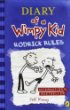 DIARY
of a
Wimpy Kid
RODRICK RULES
Jeff Kinney